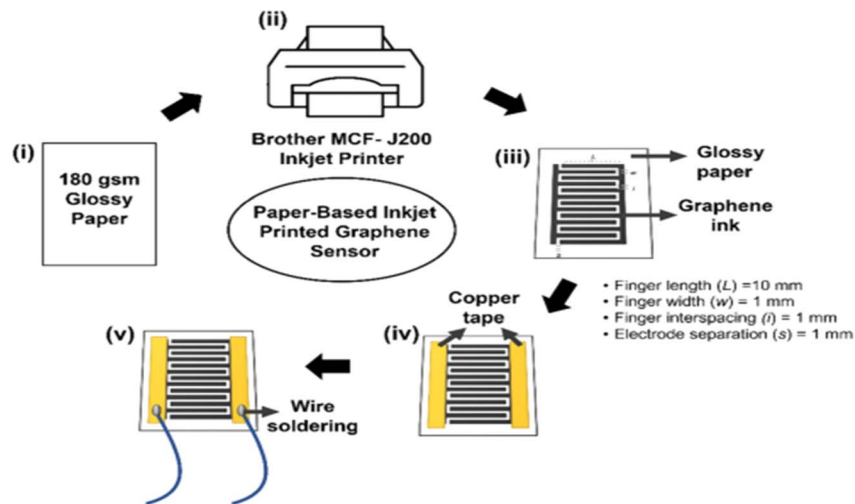 (i)
180 gsm
Glossy
Paper
(ii)
Brother MCF- J200
Inkjet Printer
Paper-Based Inkjet
Printed Graphene
Sensor
(iii)
Glossy
paper
Graphene
ink
• Finger length (L) =10 mm
• Finger width (w) = 1 mm
• Finger interspacing (i) = 1 mm
• Electrode separation (s) = 1 mm
Copper
tape
(iv)
(v)
Wire
soldering